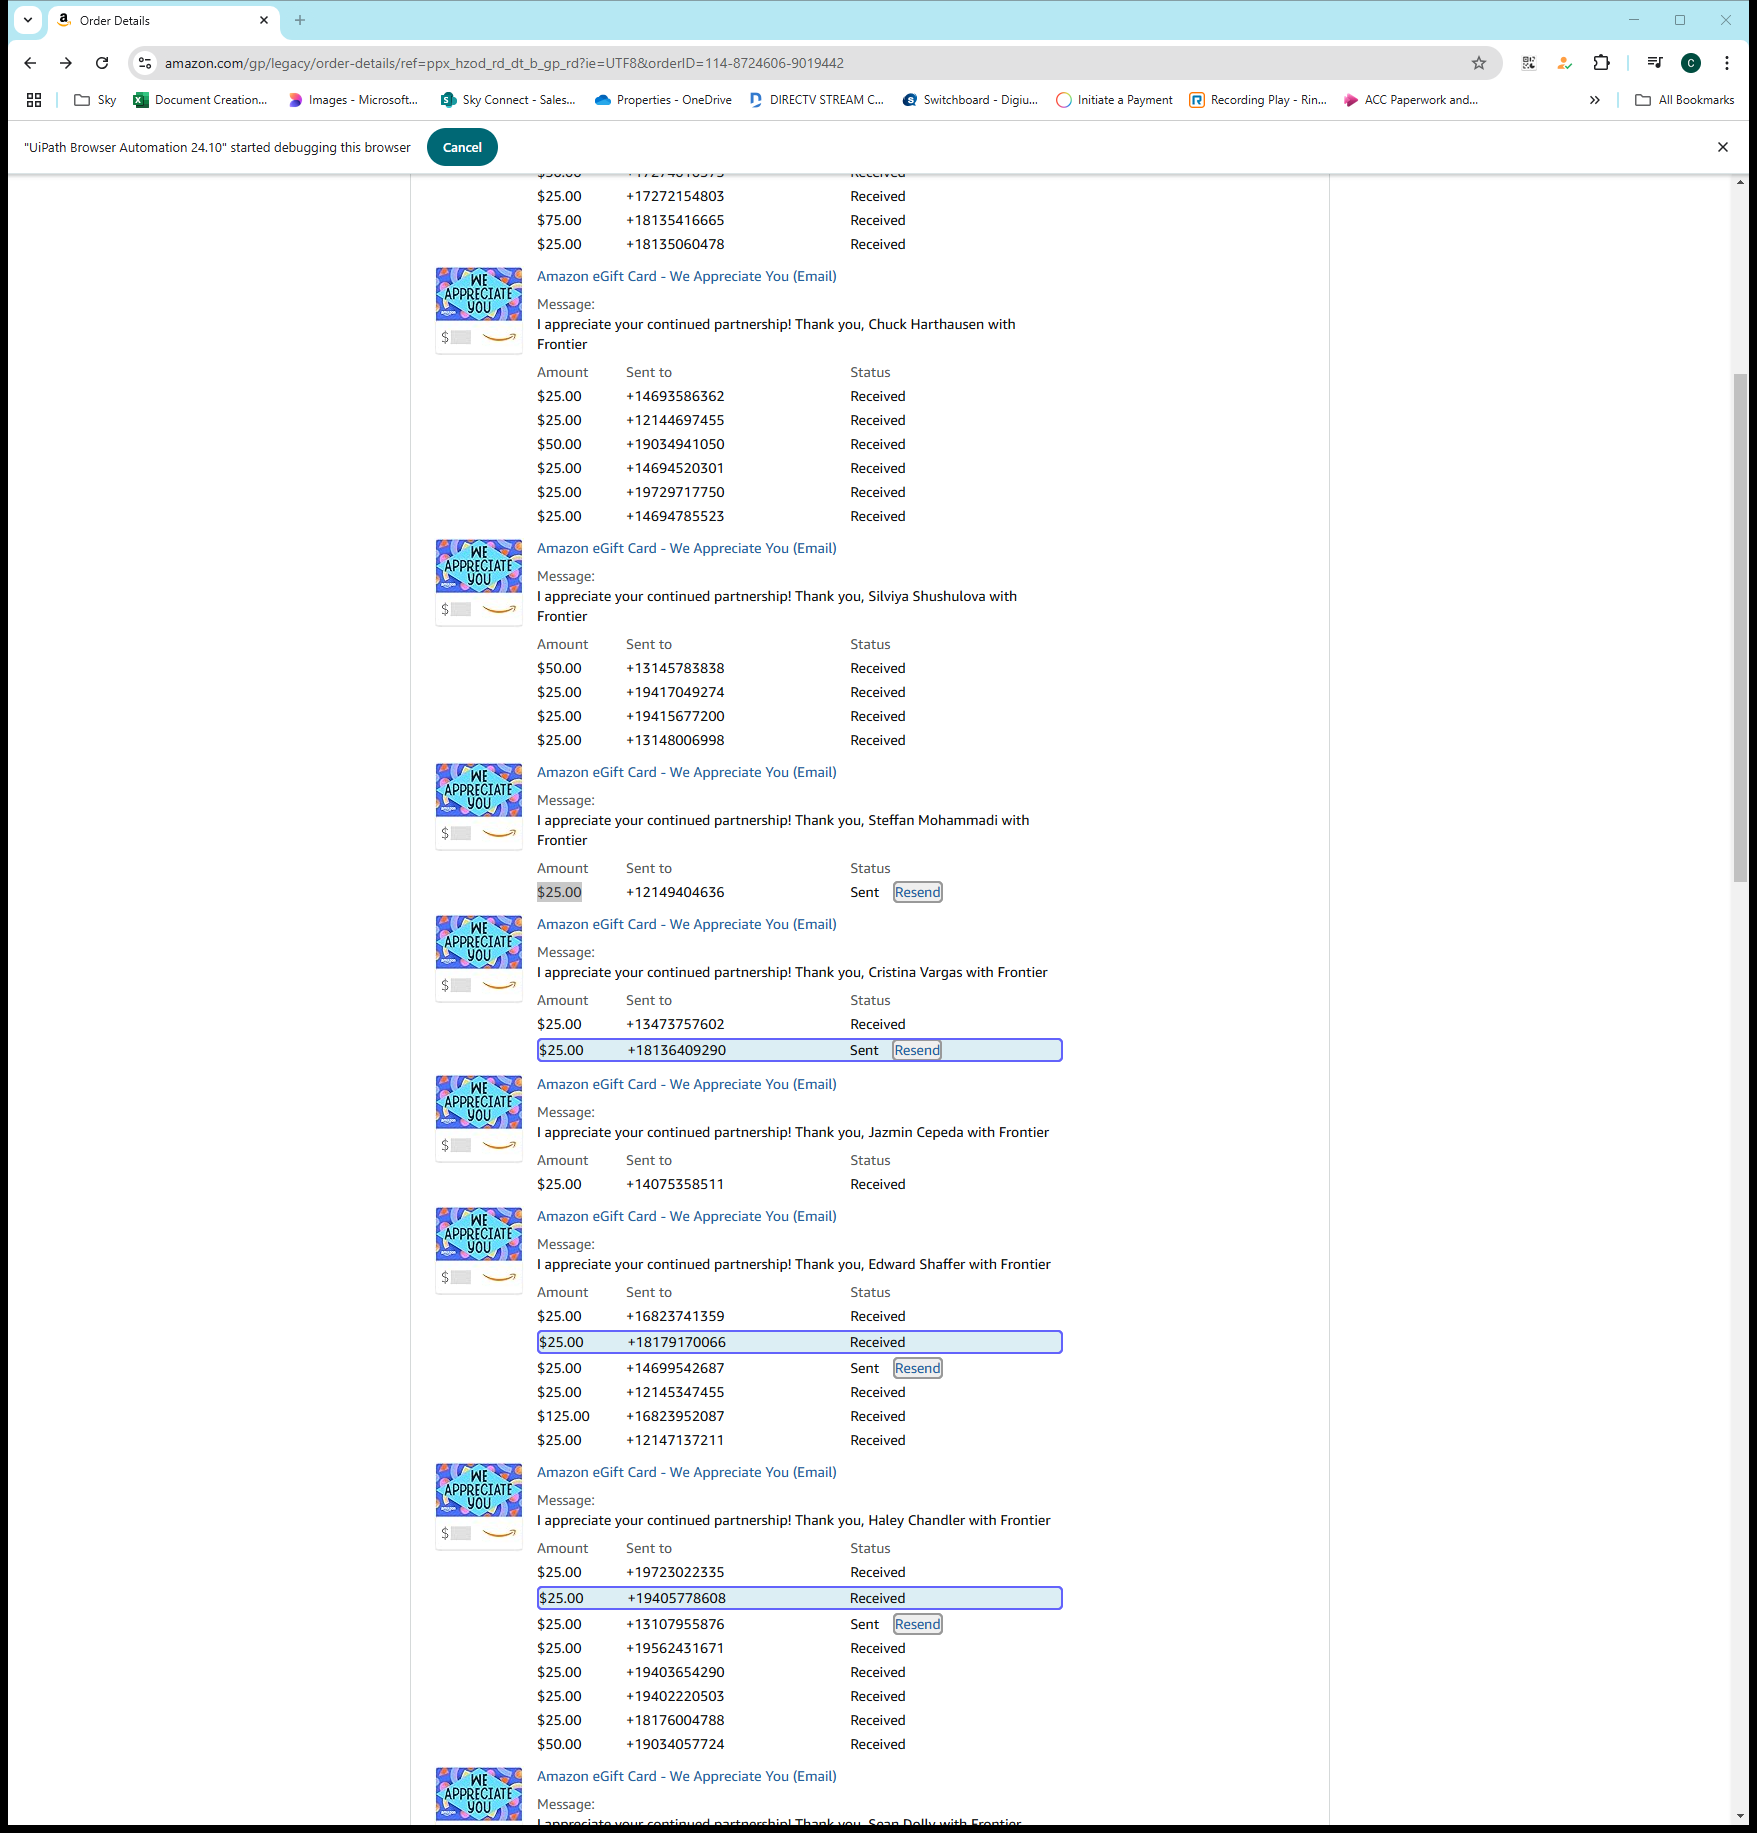 Order Details
amazon.com/gp/legacy/order-details/ref=ppx_hzod_rd_dt_b_gp_rd?ie=UTF8&orderID=114-8724606-9019442
C
Sky Document Creation... Images - Microsoft... Sky Connect - Sales... Properties - OneDrive DIRECTV STREAM C... Switchboard - Digiu... Initiate a Payment Recording Play - Rin... ACC Paperwork and... » All Bookmarks
"UiPath Browser Automation 24.10" started debugging this browser Cancel
$25.00 +17272154803 Received
$75.00 +18135416665 Received
$25.00 +18135060478 Received
WE APPRECIATE YOU
$
Amazon eGift Card - We Appreciate You (Email)
Message:
I appreciate your continued partnership! Thank you, Chuck Harthausen with
Frontier
Amount Sent to Status
$25.00 +14693586362 Received
$25.00 +12144697455 Received
$50.00 +19034941050 Received
$25.00 +14694520301 Received
$25.00 +19729717750 Received
$25.00 +14694785523 Received
WE APPRECIATE YOU
$
Amazon eGift Card - We Appreciate You (Email)
Message:
I appreciate your continued partnership! Thank you, Silviya Shushulova with
Frontier
Amount Sent to Status
$50.00 +13145783838 Received
$25.00 +19417049274 Received
$25.00 +19415677200 Received
$25.00 +13148006998 Received
WE APPRECIATE YOU
$
Amazon eGift Card - We Appreciate You (Email)
Message:
I appreciate your continued partnership! Thank you, Steffan Mohammadi with
Frontier
Amount Sent to Status
$25.00 +12149404636 Sent Resend
WE APPRECIATE YOU
$
Amazon eGift Card - We Appreciate You (Email)
Message:
I appreciate your continued partnership! Thank you, Cristina Vargas with Frontier
Amount Sent to Status
$25.00 +13473757602 Received
$25.00 +18136409290 Sent Resend
WE APPRECIATE YOU
$
Amazon eGift Card - We Appreciate You (Email)
Message:
I appreciate your continued partnership! Thank you, Jazmin Cepeda with Frontier
Amount Sent to Status
$25.00 +14075358511 Received
WE APPRECIATE YOU
$
Amazon eGift Card - We Appreciate You (Email)
Message:
I appreciate your continued partnership! Thank you, Edward Shaffer with Frontier
Amount Sent to Status
$25.00 +16823741359 Received
$25.00 +18179170066 Received
$25.00 +14699542687 Sent Resend
$25.00 +12145347455 Received
$125.00 +16823952087 Received
$25.00 +12147137211 Received
WE APPRECIATE YOU
$
Amazon eGift Card - We Appreciate You (Email)
Message:
I appreciate your continued partnership! Thank you, Haley Chandler with Frontier
Amount Sent to Status
$25.00 +19723022335 Received
$25.00 +19405778608 Received
$25.00 +13107955876 Sent Resend
$25.00 +19562431671 Received
$25.00 +19403654290 Received
$25.00 +19402220503 Received
$25.00 +18176004788 Received
$50.00 +19034057724 Received
WE APPRECIATE YOU
Amazon eGift Card - We Appreciate You (Email)
Message:
I appreciate your continued partnership! Thank you, Sean Dolly with Frontier